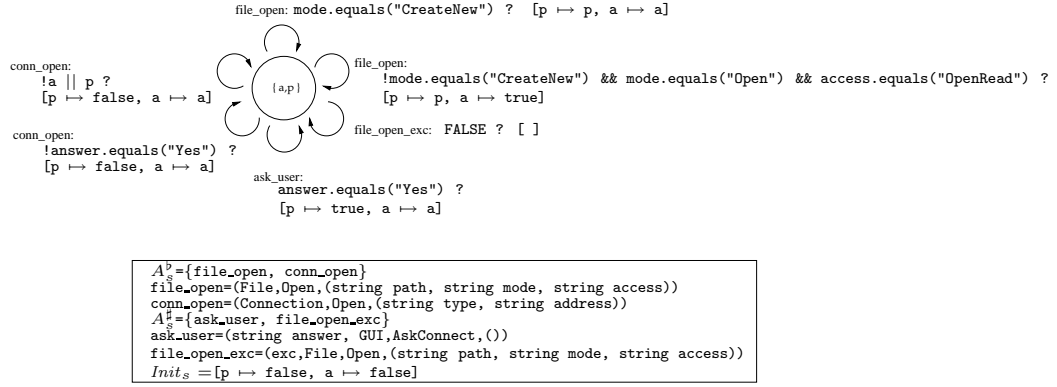 file_open: mode.equals("CreateNew") ? [p ↦ p, a ↦ a]
conn_open:
!a || p ?
[p ↦ false, a ↦ a]
{a,p}
file_open:
!mode.equals("CreateNew") && mode.equals("Open") && access.equals("OpenRead") ?
[p ↦ p, a ↦ true]
conn_open:
!answer.equals("Yes") ?
[p ↦ false, a ↦ a]
file_open_exc: FALSE ? [ ]
ask_user:
answer.equals("Yes") ?
[p ↦ true, a ↦ a]
A♭s={file_open, conn_open}
file_open=(File,Open,(string path, string mode, string access))
conn_open=(Connection,Open,(string type, string address))
A♯s={ask_user, file_open_exc}
ask_user=(string answer, GUI,AskConnect,())
file_open_exc=(exc,File,Open,(string path, string mode, string access))
Inits =[p ↦ false, a ↦ false]